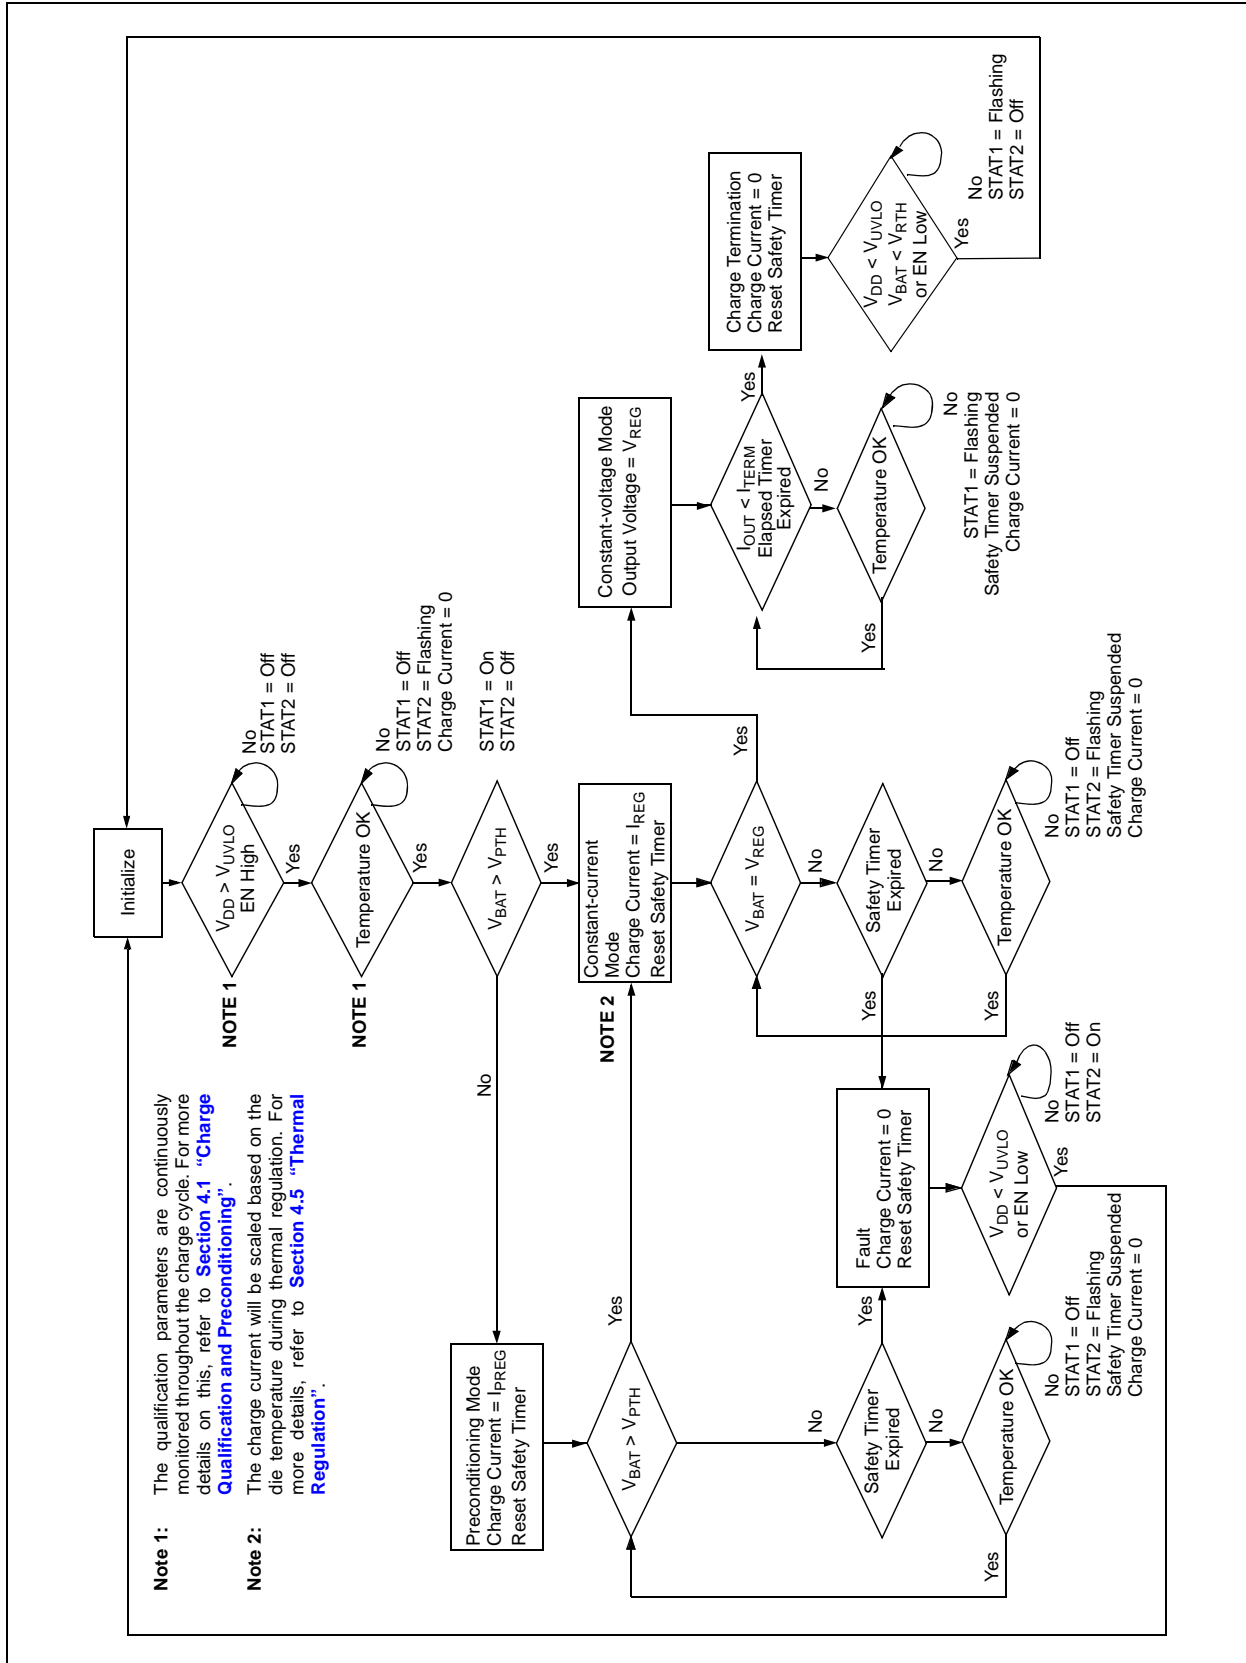 Note 1:
The qualification parameters are continuously
monitored throughout the charge cycle. For more
details on this, refer to Section 4.1 “Charge
Qualification and Preconditioning”.
Note 2:
The charge current will be scaled based on the
die temperature during thermal regulation. For
more details, refer to Section 4.5 “Thermal
Regulation”.
Initialize
NOTE 1
VDD > VUVLO
EN High
No
STAT1 = Off
STAT2 = Off
Yes
NOTE 1
Temperature OK
No
STAT1 = Off
STAT2 = Flashing
Charge Current = 0
Yes
VBAT > VPTH
STAT1 = On
STAT2 = Off
No
Yes
Preconditioning Mode
Charge Current = IPREG
Reset Safety Timer
VBAT > VPTH
Yes
No
Safety Timer
Expired
Yes
No
Temperature OK
Yes
No
STAT1 = Off
STAT2 = Flashing
Safety Timer Suspended
Charge Current = 0
Fault
Charge Current = 0
Reset Safety Timer
VDD < VUVLO
or EN Low
No
STAT1 = Off
STAT2 = On
Yes
NOTE 2
Constant-current
Mode
Charge Current = IREG
Reset Safety Timer
VBAT = VREG
Yes
No
Safety Timer
Expired
Yes
No
Temperature OK
Yes
No
STAT1 = Off
STAT2 = Flashing
Safety Timer Suspended
Charge Current = 0
Constant-voltage Mode
Output Voltage = VREG
IOUT < ITERM
Elapsed Timer
Expired
Yes
No
Temperature OK
Yes
No
STAT1 = Flashing
Safety Timer Suspended
Charge Current = 0
Charge Termination
Charge Current = 0
Reset Safety Timer
VDD < VUVLO
VBAT < VRTH
or EN Low
No
STAT1 = Flashing
STAT2 = Off
Yes